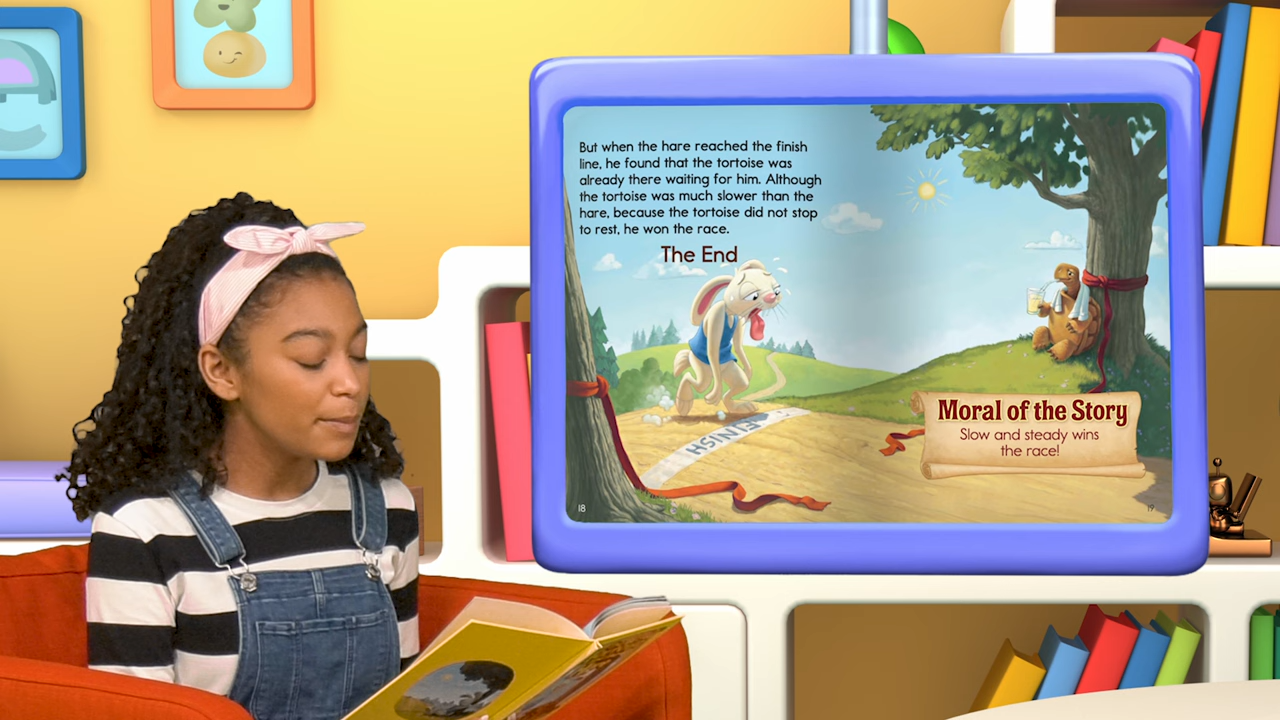 But when the hare reached the finish
line, he found that the tortoise was
already there waiting for him. Although
the tortoise was much slower than the
hare, because the tortoise did not stop
to rest, he won the race.
The End
FINISH
Moral of the Story
Slow and steady wins
the race!
18
19